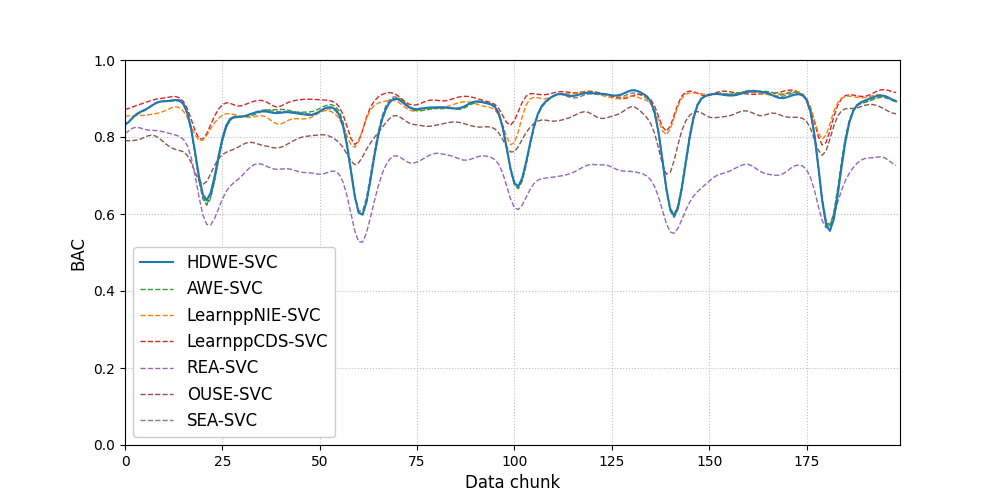 1.0
0.8
0.6
0.4
0.2
0.0
BAC
HDWE-SVC
AWE-SVC
LearnppNIE-SVC
LearnppCDS-SVC
REA-SVC
OUSE-SVC
SEA-SVC
0 25 50 75 100 125 150 175
Data chunk